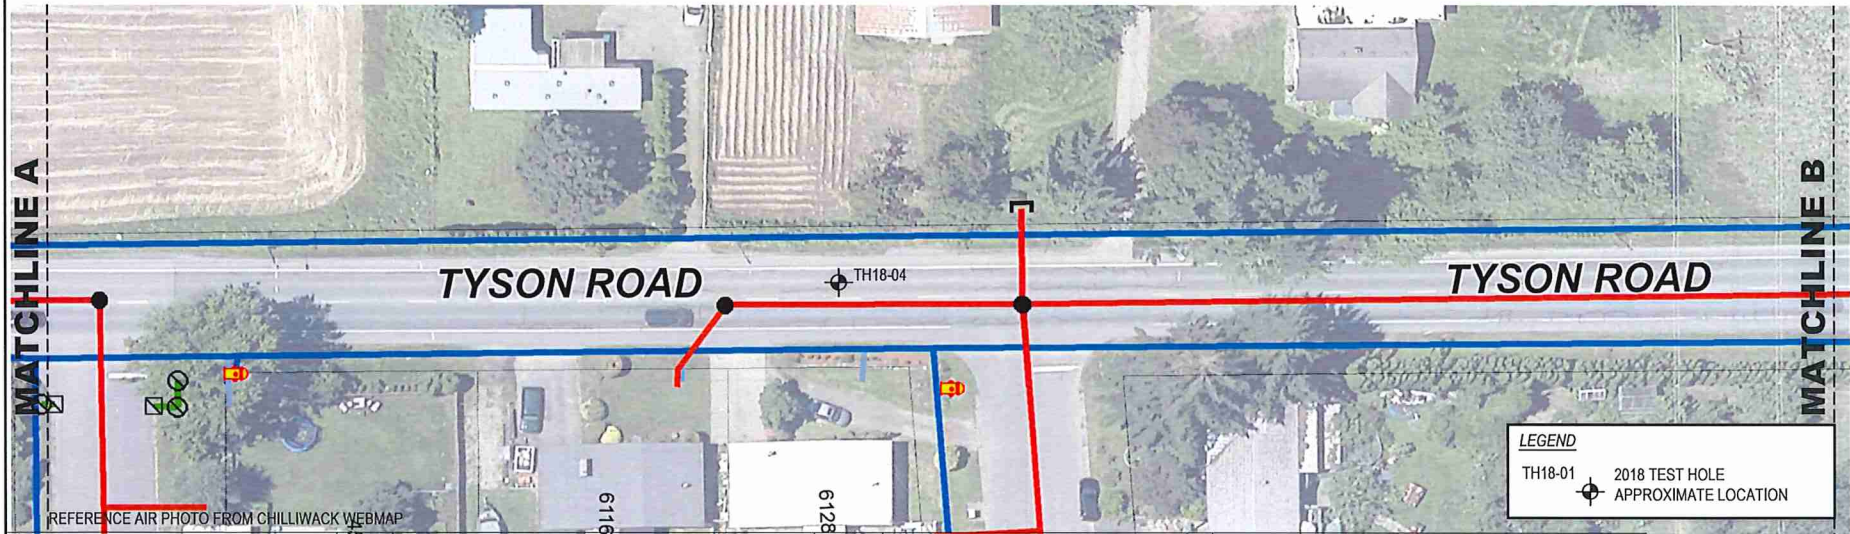 MATCHLINE A
TYSON ROAD
TH18-04
TYSON ROAD
MATCHLINE B
6116
6128
LEGEND
TH18-01
2018 TEST HOLE
APPROXIMATE LOCATION
REFERENCE AIR PHOTO FROM CHILLIWACK WEBMAP